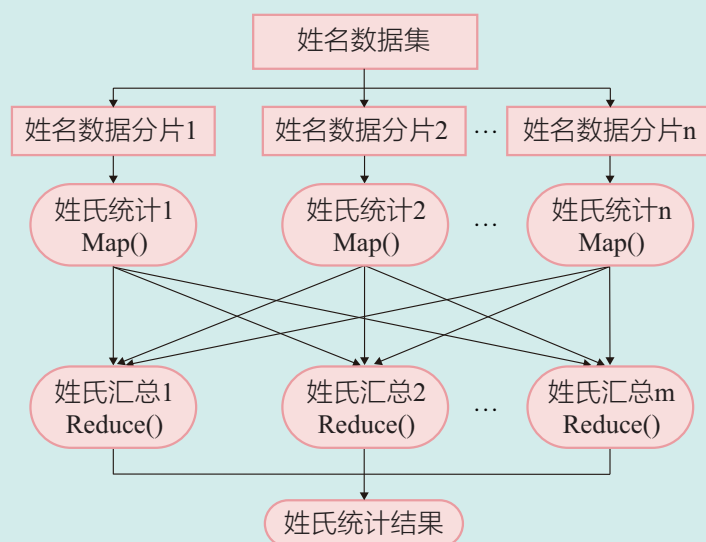 姓名数据集
姓名数据分片1
姓名数据分片2
…
姓名数据分片n
姓氏统计1
Map()
姓氏统计2
Map()
…
姓氏统计n
Map()
姓氏汇总1
Reduce()
姓氏汇总2
Reduce()
…
姓氏汇总m
Reduce()
姓氏统计结果